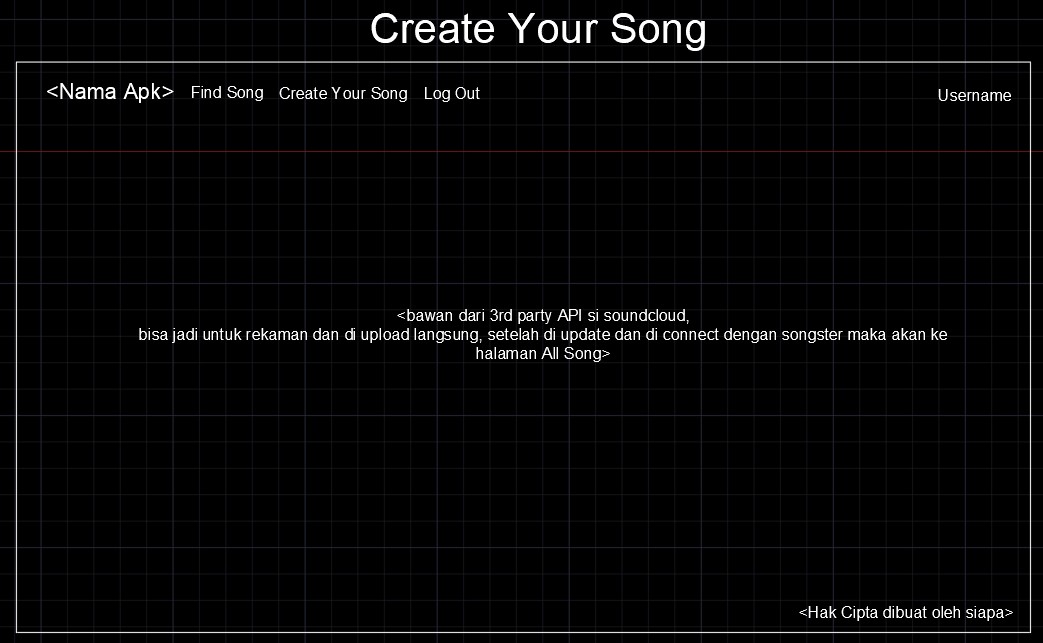 Create Your Song
<Nama Apk> Find Song Create Your Song Log Out Username
<bawan dari 3rd party API si soundcloud,
bisa jadi untuk rekaman dan di upload langsung, setelah di update dan di connect dengan songster maka akan ke
halaman All Song>
<Hak Cipta dibuat oleh siapa>